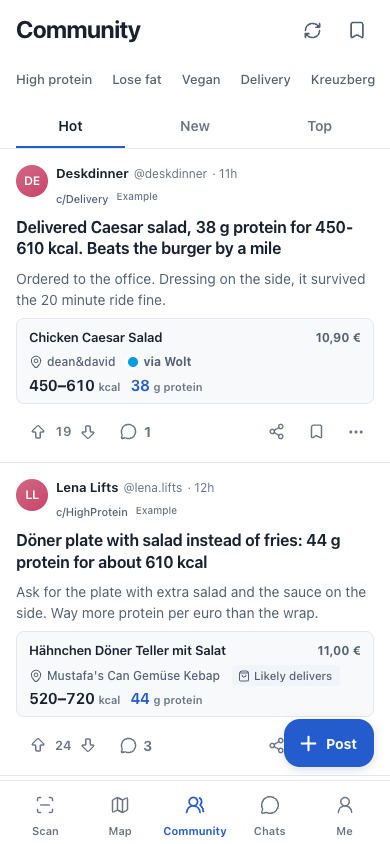 Community
High protein Lose fat Vegan Delivery Kreuzberg
Hot New Top
DE Deskdinner @deskdinner · 11h
c/Delivery Example
Delivered Caesar salad, 38 g protein for 450-
610 kcal. Beats the burger by a mile
Ordered to the office. Dressing on the side, it survived
the 20 minute ride fine.
Chicken Caesar Salad 10,90 €
dean&david via Wolt
450–610 kcal 38 g protein
19 1
LL Lena Lifts @lena.lifts · 12h
c/HighProtein Example
Döner plate with salad instead of fries: 44 g
protein for about 610 kcal
Ask for the plate with extra salad and the sauce on the
side. Way more protein per euro than the wrap.
Hähnchen Döner Teller mit Salat 11,00 €
Mustafa's Can Gemüse Kebap Likely delivers
520–720 kcal 44 g protein
24 3
Post
Scan Map Community Chats Me